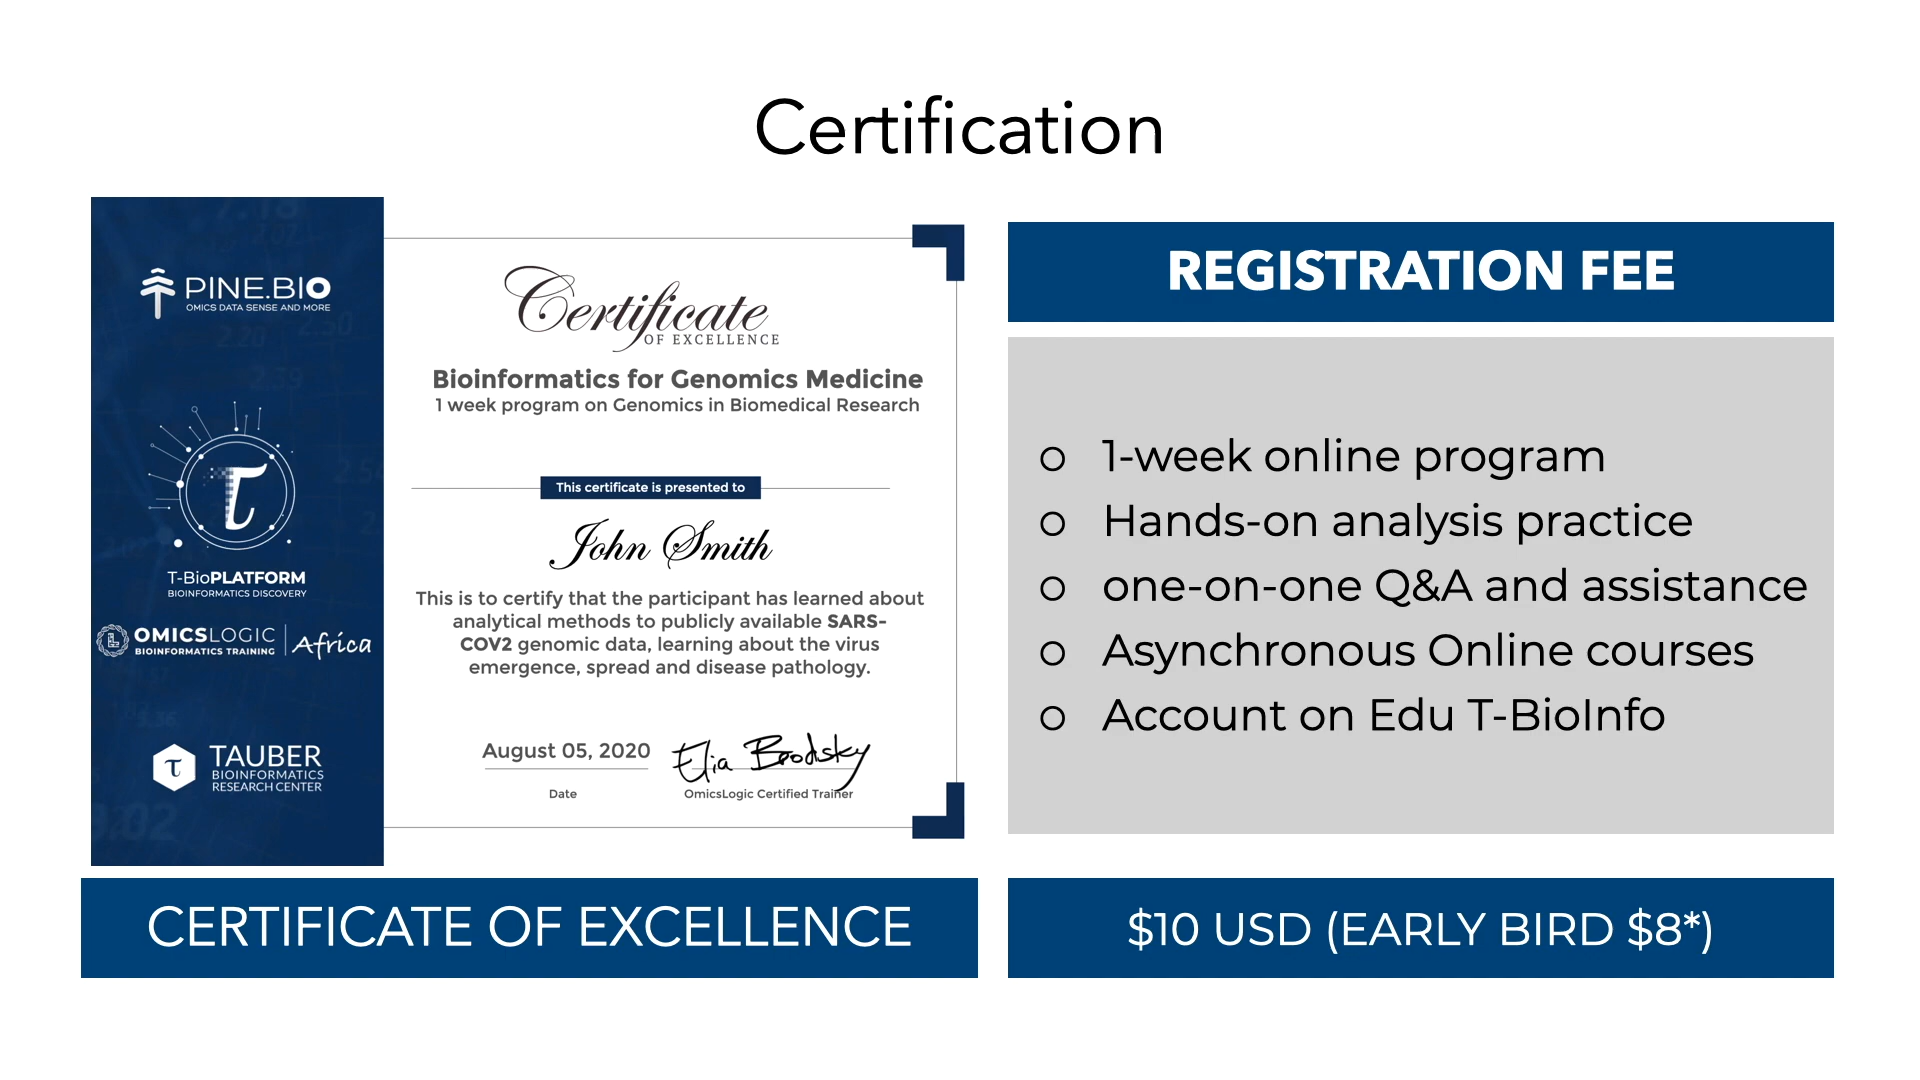 Certification
PINE.BIO
OMICS DATA SENSE AND MORE
T-BioPLATFORM
BIOINFORMATICS DISCOVERY
OMICSLOGIC
BIOINFORMATICS TRAINING
Africa
TAUBER
BIOINFORMATICS
RESEARCH CENTER
Certificate
OF EXCELLENCE
Bioinformatics for Genomics Medicine
1 week program on Genomics in Biomedical Research
This certificate is presented to
John Smith
This is to certify that the participant has learned about
analytical methods to publicly available SARS-
COV2 genomic data, learning about the virus
emergence, spread and disease pathology.
August 05, 2020
Elia Brodsky
Date
OmicsLogic Certified Trainer
CERTIFICATE OF EXCELLENCE
REGISTRATION FEE
1-week online program
Hands-on analysis practice
one-on-one Q&A and assistance
Asynchronous Online courses
Account on Edu T-BioInfo
$10 USD (EARLY BIRD $8*)